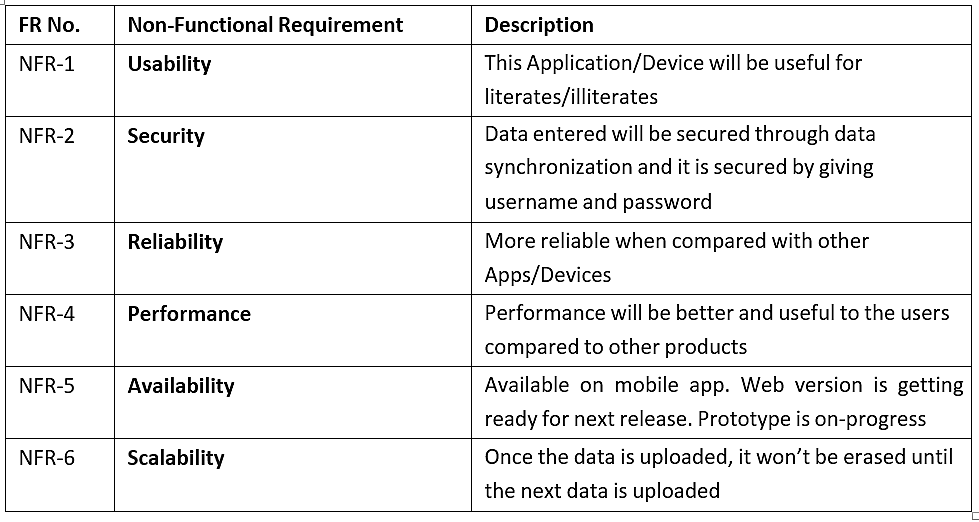 FR No. Non-Functional Requirement Description
NFR-1 Usability This Application/Device will be useful for
literates/illiterates
NFR-2 Security Data entered will be secured through data
synchronization and it is secured by giving
username and password
NFR-3 Reliability More reliable when compared with other
Apps/Devices
NFR-4 Performance Performance will be better and useful to the users
compared to other products
NFR-5 Availability Available on mobile app. Web version is getting
ready for next release. Prototype is on-progress
NFR-6 Scalability Once the data is uploaded, it won’t be erased until
the next data is uploaded